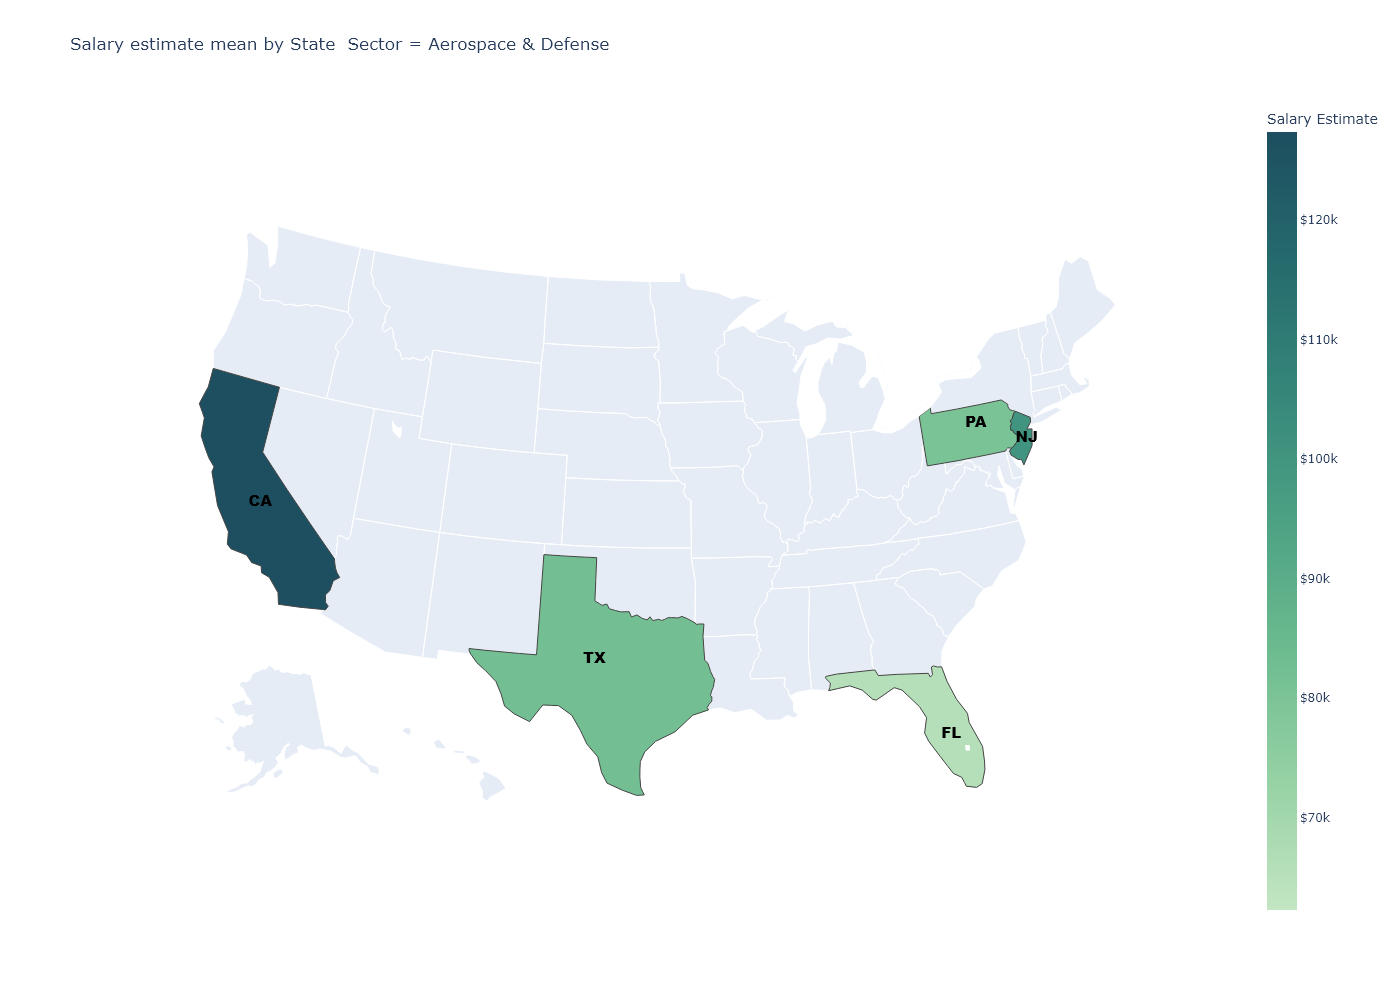 Salary estimate mean by State  Sector = Aerospace & Defense
Salary Estimate
$120k
$110k
$100k
$90k
$80k
$70k
PA
NJ
CA
TX
FL